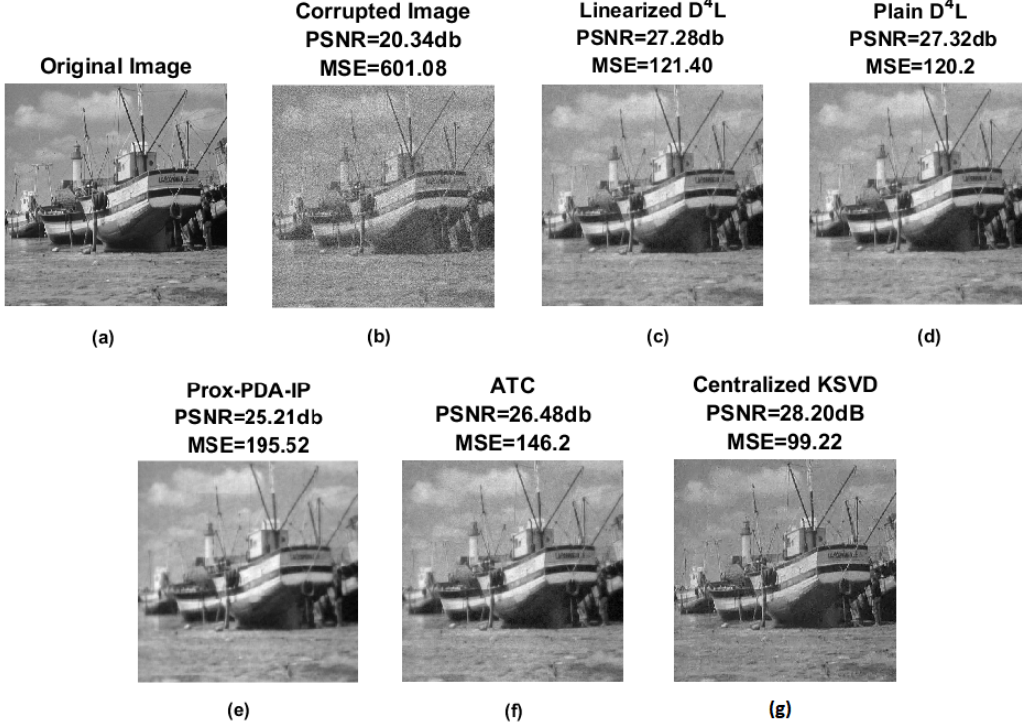 Original Image
Corrupted Image
PSNR=20.34db
MSE=601.08
Linearized D⁴L
PSNR=27.28db
MSE=121.40
Plain D⁴L
PSNR=27.32db
MSE=120.2
(a)
(b)
(c)
(d)
Prox-PDA-IP
PSNR=25.21db
MSE=195.52
ATC
PSNR=26.48db
MSE=146.2
Centralized KSVD
PSNR=28.20dB
MSE=99.22
(e)
(f)
(g)